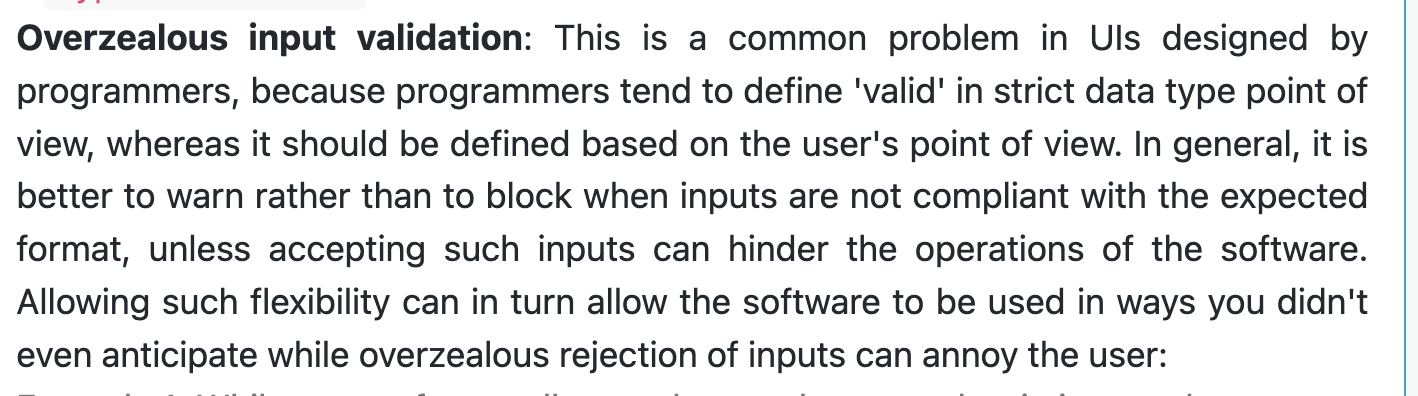 Overzealous input validation: This is a common problem in UIs designed by
programmers, because programmers tend to define 'valid' in strict data type point of
view, whereas it should be defined based on the user's point of view. In general, it is
better to warn rather than to block when inputs are not compliant with the expected
format, unless accepting such inputs can hinder the operations of the software.
Allowing such flexibility can in turn allow the software to be used in ways you didn't
even anticipate while overzealous rejection of inputs can annoy the user: